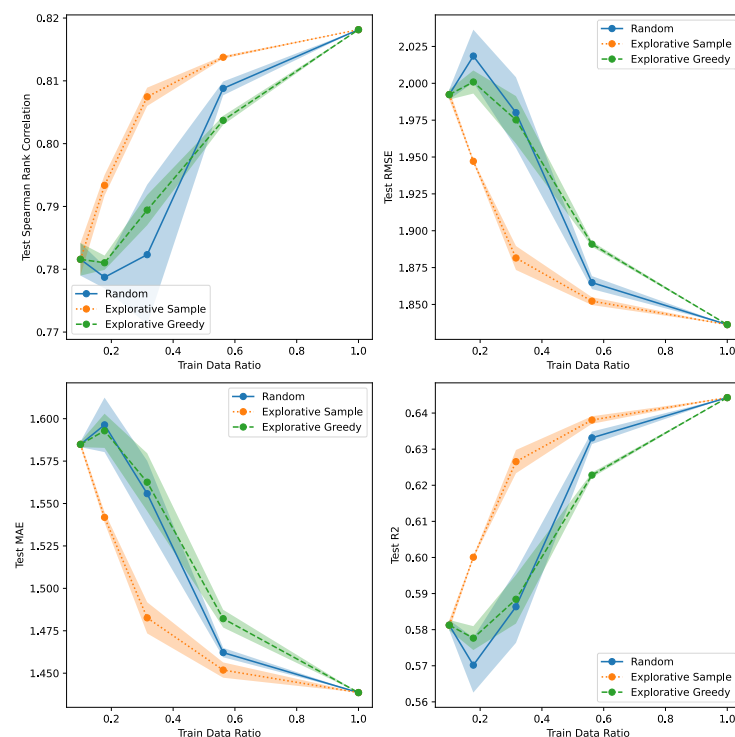 Test Spearman Rank Correlation
0.82
0.81
0.80
0.79
0.78
0.77
Random
Explorative Sample
Explorative Greedy
0.2 0.4 0.6 0.8 1.0
Train Data Ratio
Test RMSE
2.025
2.000
1.975
1.950
1.925
1.900
1.875
1.850
Random
Explorative Sample
Explorative Greedy
0.2 0.4 0.6 0.8 1.0
Train Data Ratio
Test MAE
1.600
1.575
1.550
1.525
1.500
1.475
1.450
Random
Explorative Sample
Explorative Greedy
0.2 0.4 0.6 0.8 1.0
Train Data Ratio
Test R2
0.64
0.63
0.62
0.61
0.60
0.59
0.58
0.57
0.56
Random
Explorative Sample
Explorative Greedy
0.2 0.4 0.6 0.8 1.0
Train Data Ratio